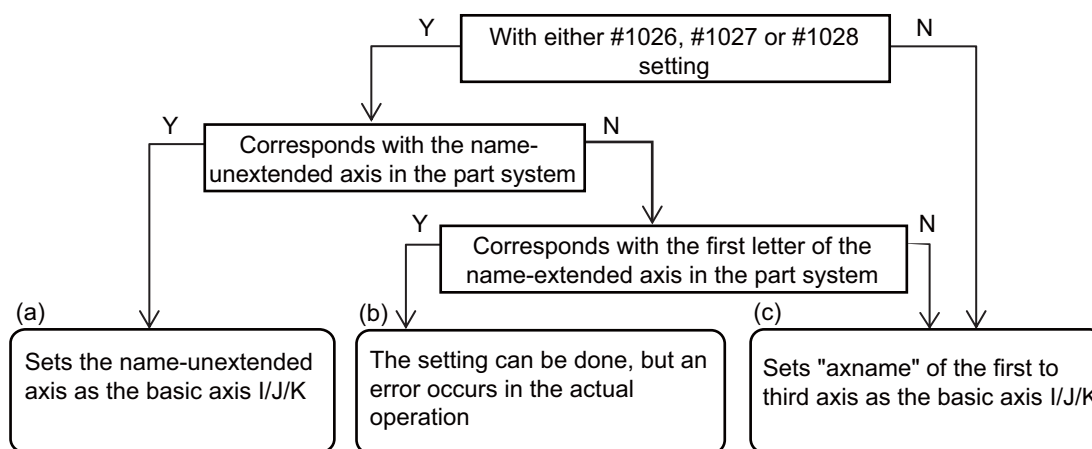 Y
With either #1026, #1027 or #1028
setting
N
Y
Corresponds with the name-
unextended axis in the part system
N
Y
Corresponds with the first letter of the
name-extended axis in the part system
N
(a)
Sets the name-unextended
axis as the basic axis I/J/K
(b)
The setting can be done, but an
error occurs in the actual
operation
(c)
Sets "axname" of the first to
third axis as the basic axis I/J/K